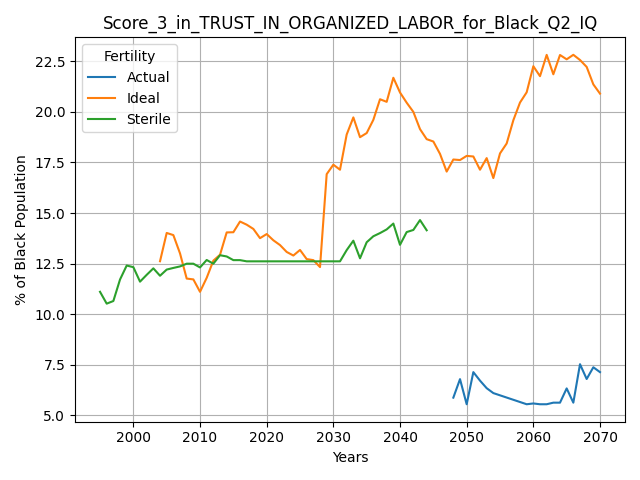 Score_3_in_TRUST_IN_ORGANIZED_LABOR_for_Black_Q2_IQ
Fertility
Actual
Ideal
Sterile
% of Black Population
22.5
20.0
17.5
15.0
12.5
10.0
7.5
5.0
2000 2010 2020 2030 2040 2050 2060 2070
Years